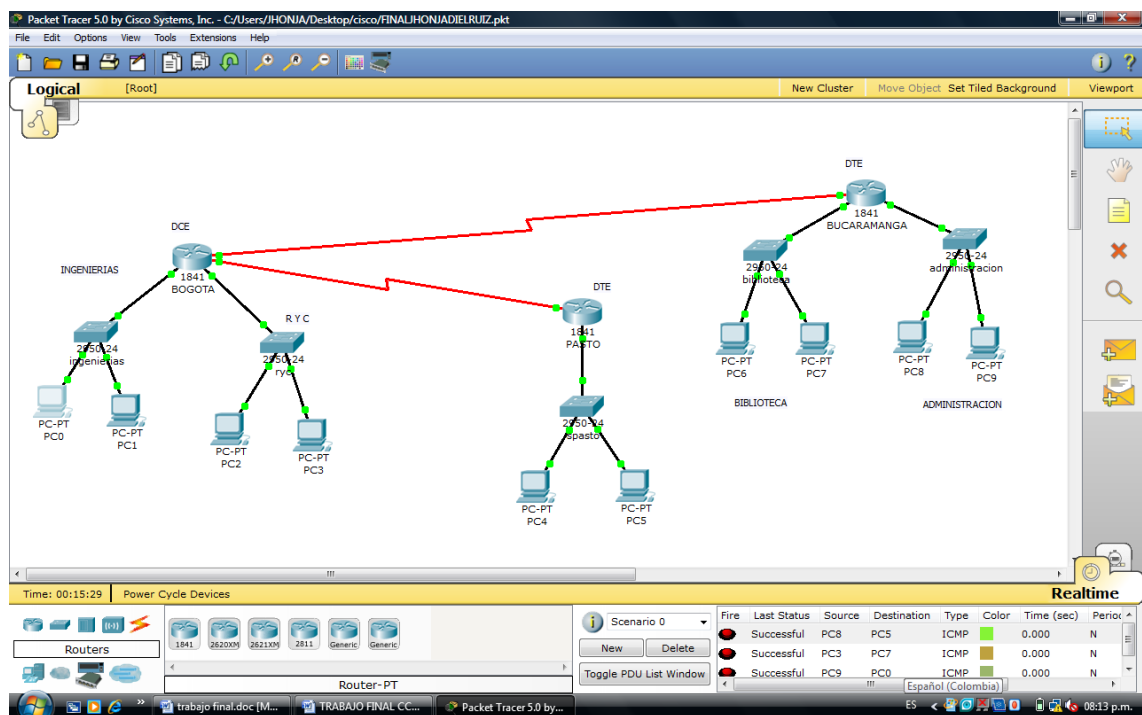 Packet Tracer 5.0 by Cisco Systems, Inc. - C:/Users/JHONJA/Desktop/cisco/FINALJHONJADIELRUIZ.pkt
File Edit Options View Tools Extensions Help
Logical [Root] New Cluster Move Object Set Tiled Background Viewport
DTE
1841
BUCARAMANGA
DCE
1841
BOGOTA
INGENIERIAS
2950-24
biblioteca
2950-24
administracion
DTE
1841
PASTO
R Y C
2950-24
ingenierias
2950-24
ryc
PC-PT
PC6
PC-PT
PC7
PC-PT
PC8
PC-PT
PC9
BIBLIOTECA
ADMINISTRACION
PC-PT
PC0
PC-PT
PC1
PC-PT
PC2
PC-PT
PC3
2950-24
spasto
PC-PT
PC4
PC-PT
PC5
Time: 00:15:29 Power Cycle Devices Realtime
Routers
1841 2620XM 2621XM 2811 Generic Generic
Router-PT
Scenario 0
New Delete
Toggle PDU List Window
Fire Last Status Source Destination Type Color Time (sec) Perioc
Successful PC8 PC5 ICMP 0.000 N
Successful PC3 PC7 ICMP 0.000 N
Successful PC9 PC0 ICMP 0.000 N
Español (Colombia)
trabajo final.doc [M... TRABAJO FINAL CC... Packet Tracer 5.0 by... ES 08:13 p.m.